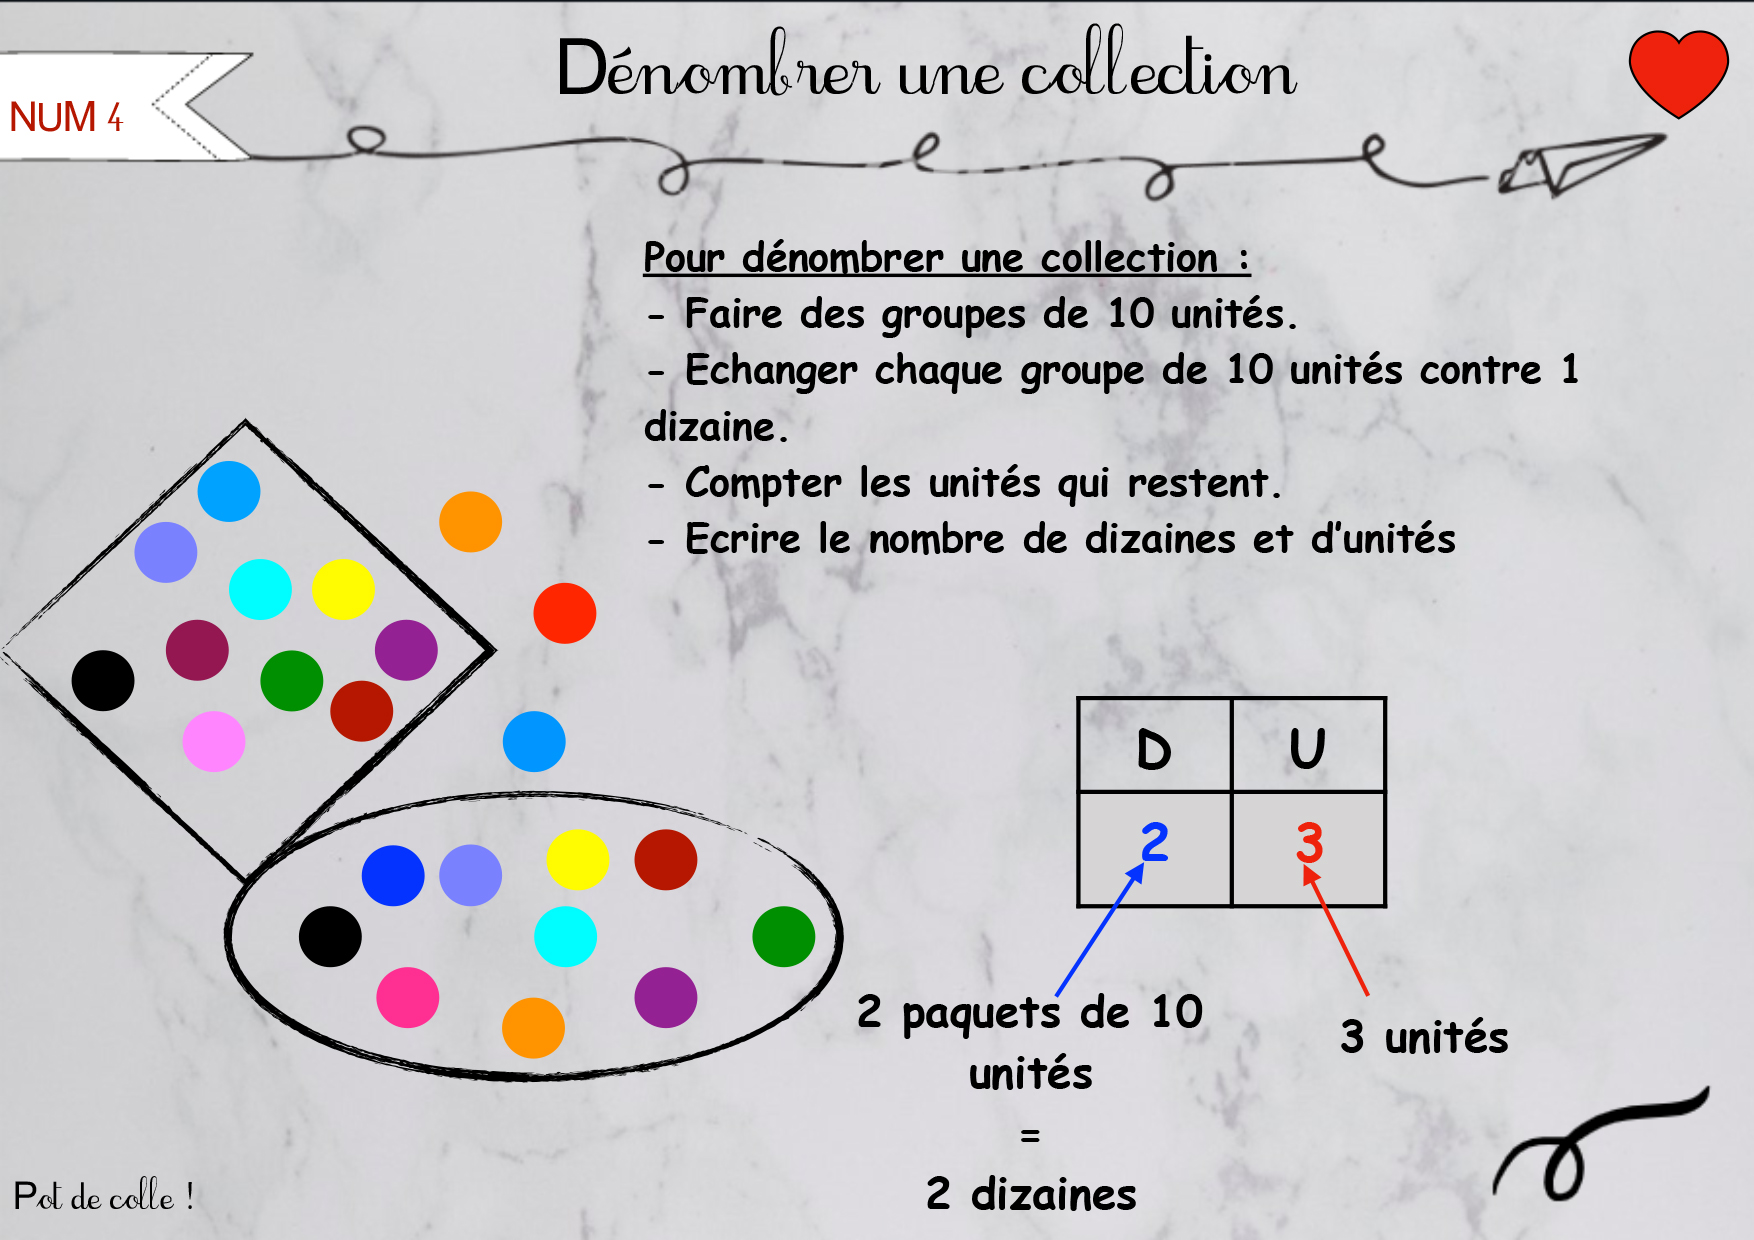 Dénombrer une collection
NUM 4
Pour dénombrer une collection :
- Faire des groupes de 10 unités.
- Echanger chaque groupe de 10 unités contre 1
dizaine.
- Compter les unités qui restent.
- Ecrire le nombre de dizaines et d’unités
D U
2 3
2 paquets de 10
unités
=
2 dizaines
3 unités
Pot de colle !